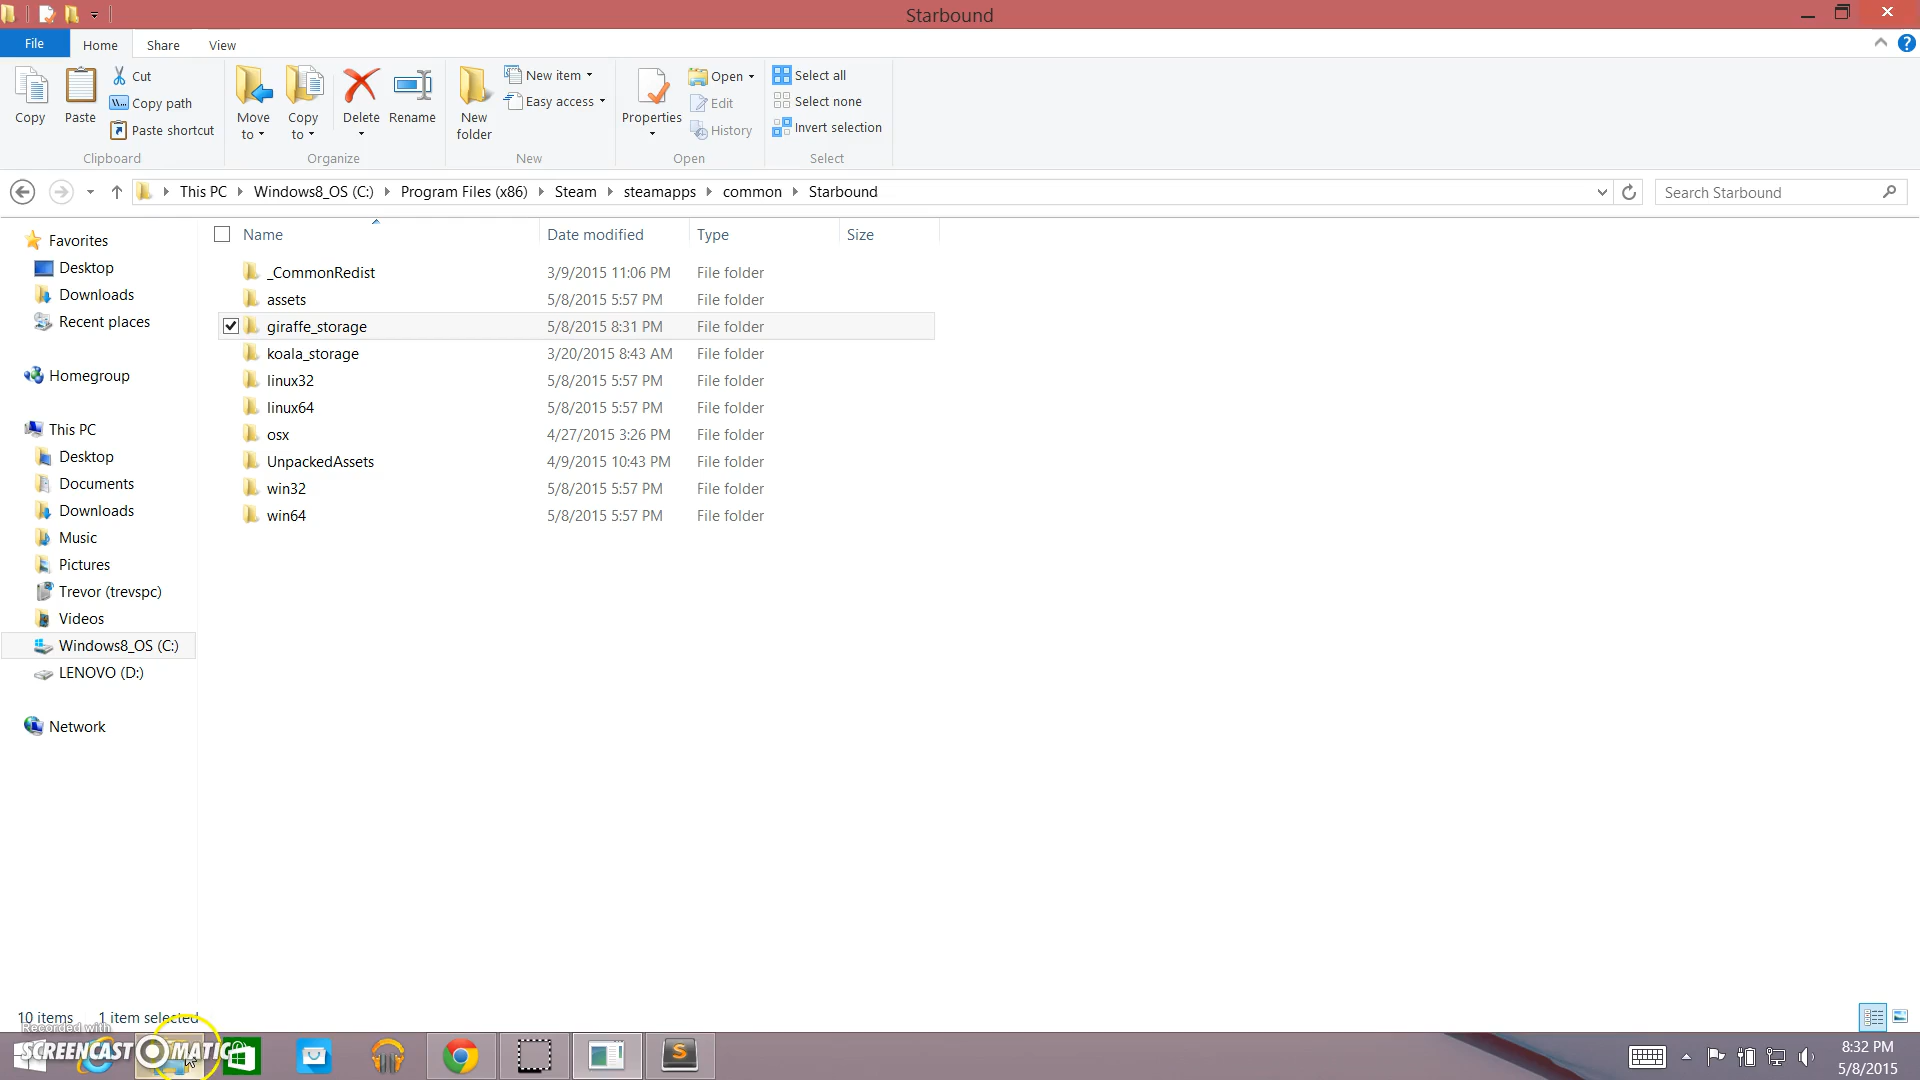 Starbound
File
Home
Share
View
Copy
Paste
Cut
Copy path
Paste shortcut
Clipboard
Move to
Copy to
Delete
Rename
Organize
New folder
New item
Easy access
New
Properties
Open
Edit
History
Open
Select all
Select none
Invert selection
Select
This PC
Windows8_OS (C:)
Program Files (x86)
Steam
steamapps
common
Starbound
Search Starbound
Favorites
Desktop
Downloads
Recent places
Homegroup
This PC
Desktop
Documents
Downloads
Music
Pictures
Trevor (trevspc)
Videos
Windows8_OS (C:)
LENOVO (D:)
Network
Name Date modified Type Size
_CommonRedist 3/9/2015 11:06 PM File folder
assets 5/8/2015 5:57 PM File folder
giraffe_storage 5/8/2015 8:31 PM File folder
koala_storage 3/20/2015 8:43 AM File folder
linux32 5/8/2015 5:57 PM File folder
linux64 5/8/2015 5:57 PM File folder
osx 4/27/2015 3:26 PM File folder
UnpackedAssets 4/9/2015 10:43 PM File folder
win32 5/8/2015 5:57 PM File folder
win64 5/8/2015 5:57 PM File folder
10 items 1 item selected
Recorded with
SCREENCAST O MATIC
8:32 PM
5/8/2015